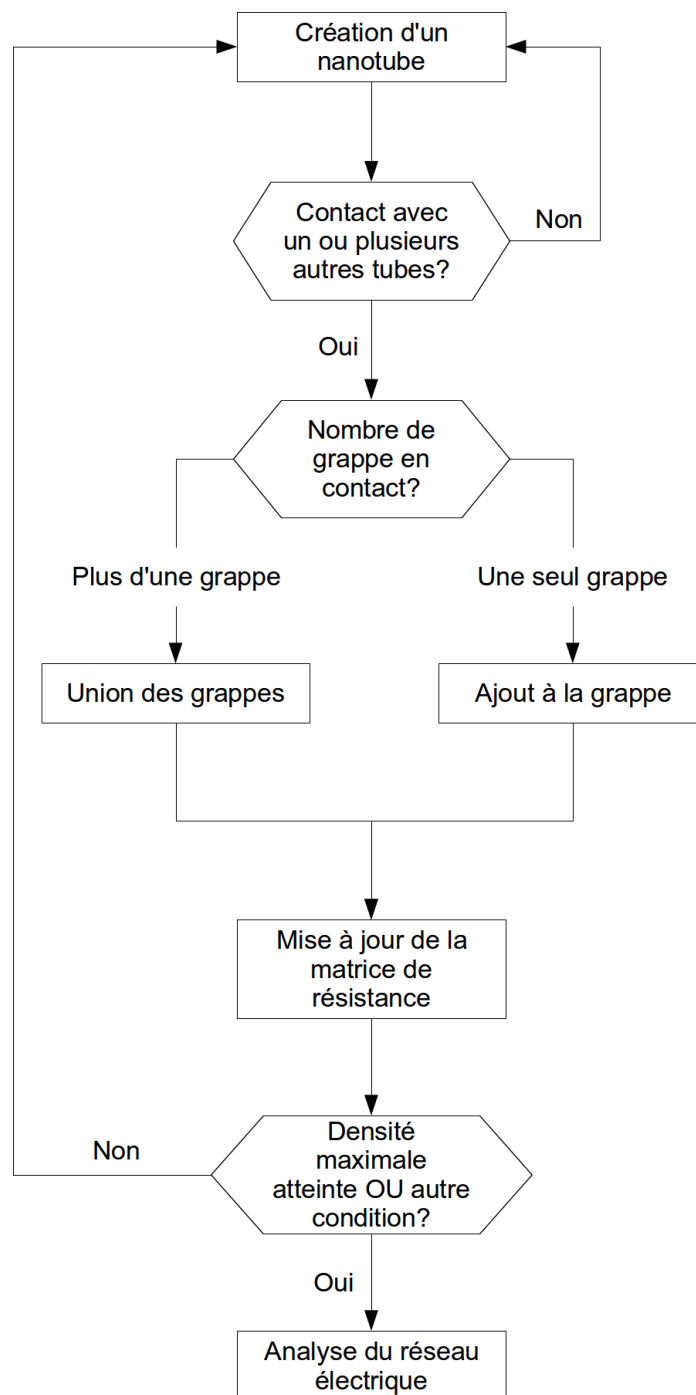 Création d'un
nanotube
Contact avec
un ou plusieurs
autres tubes?
Non
Oui
Nombre de
grappe en
contact?
Plus d'une grappe
Une seul grappe
Union des grappes
Ajout à la grappe
Mise à jour de la
matrice de
résistance
Densité
maximale
atteinte OU autre
condition?
Non
Oui
Analyse du réseau
électrique